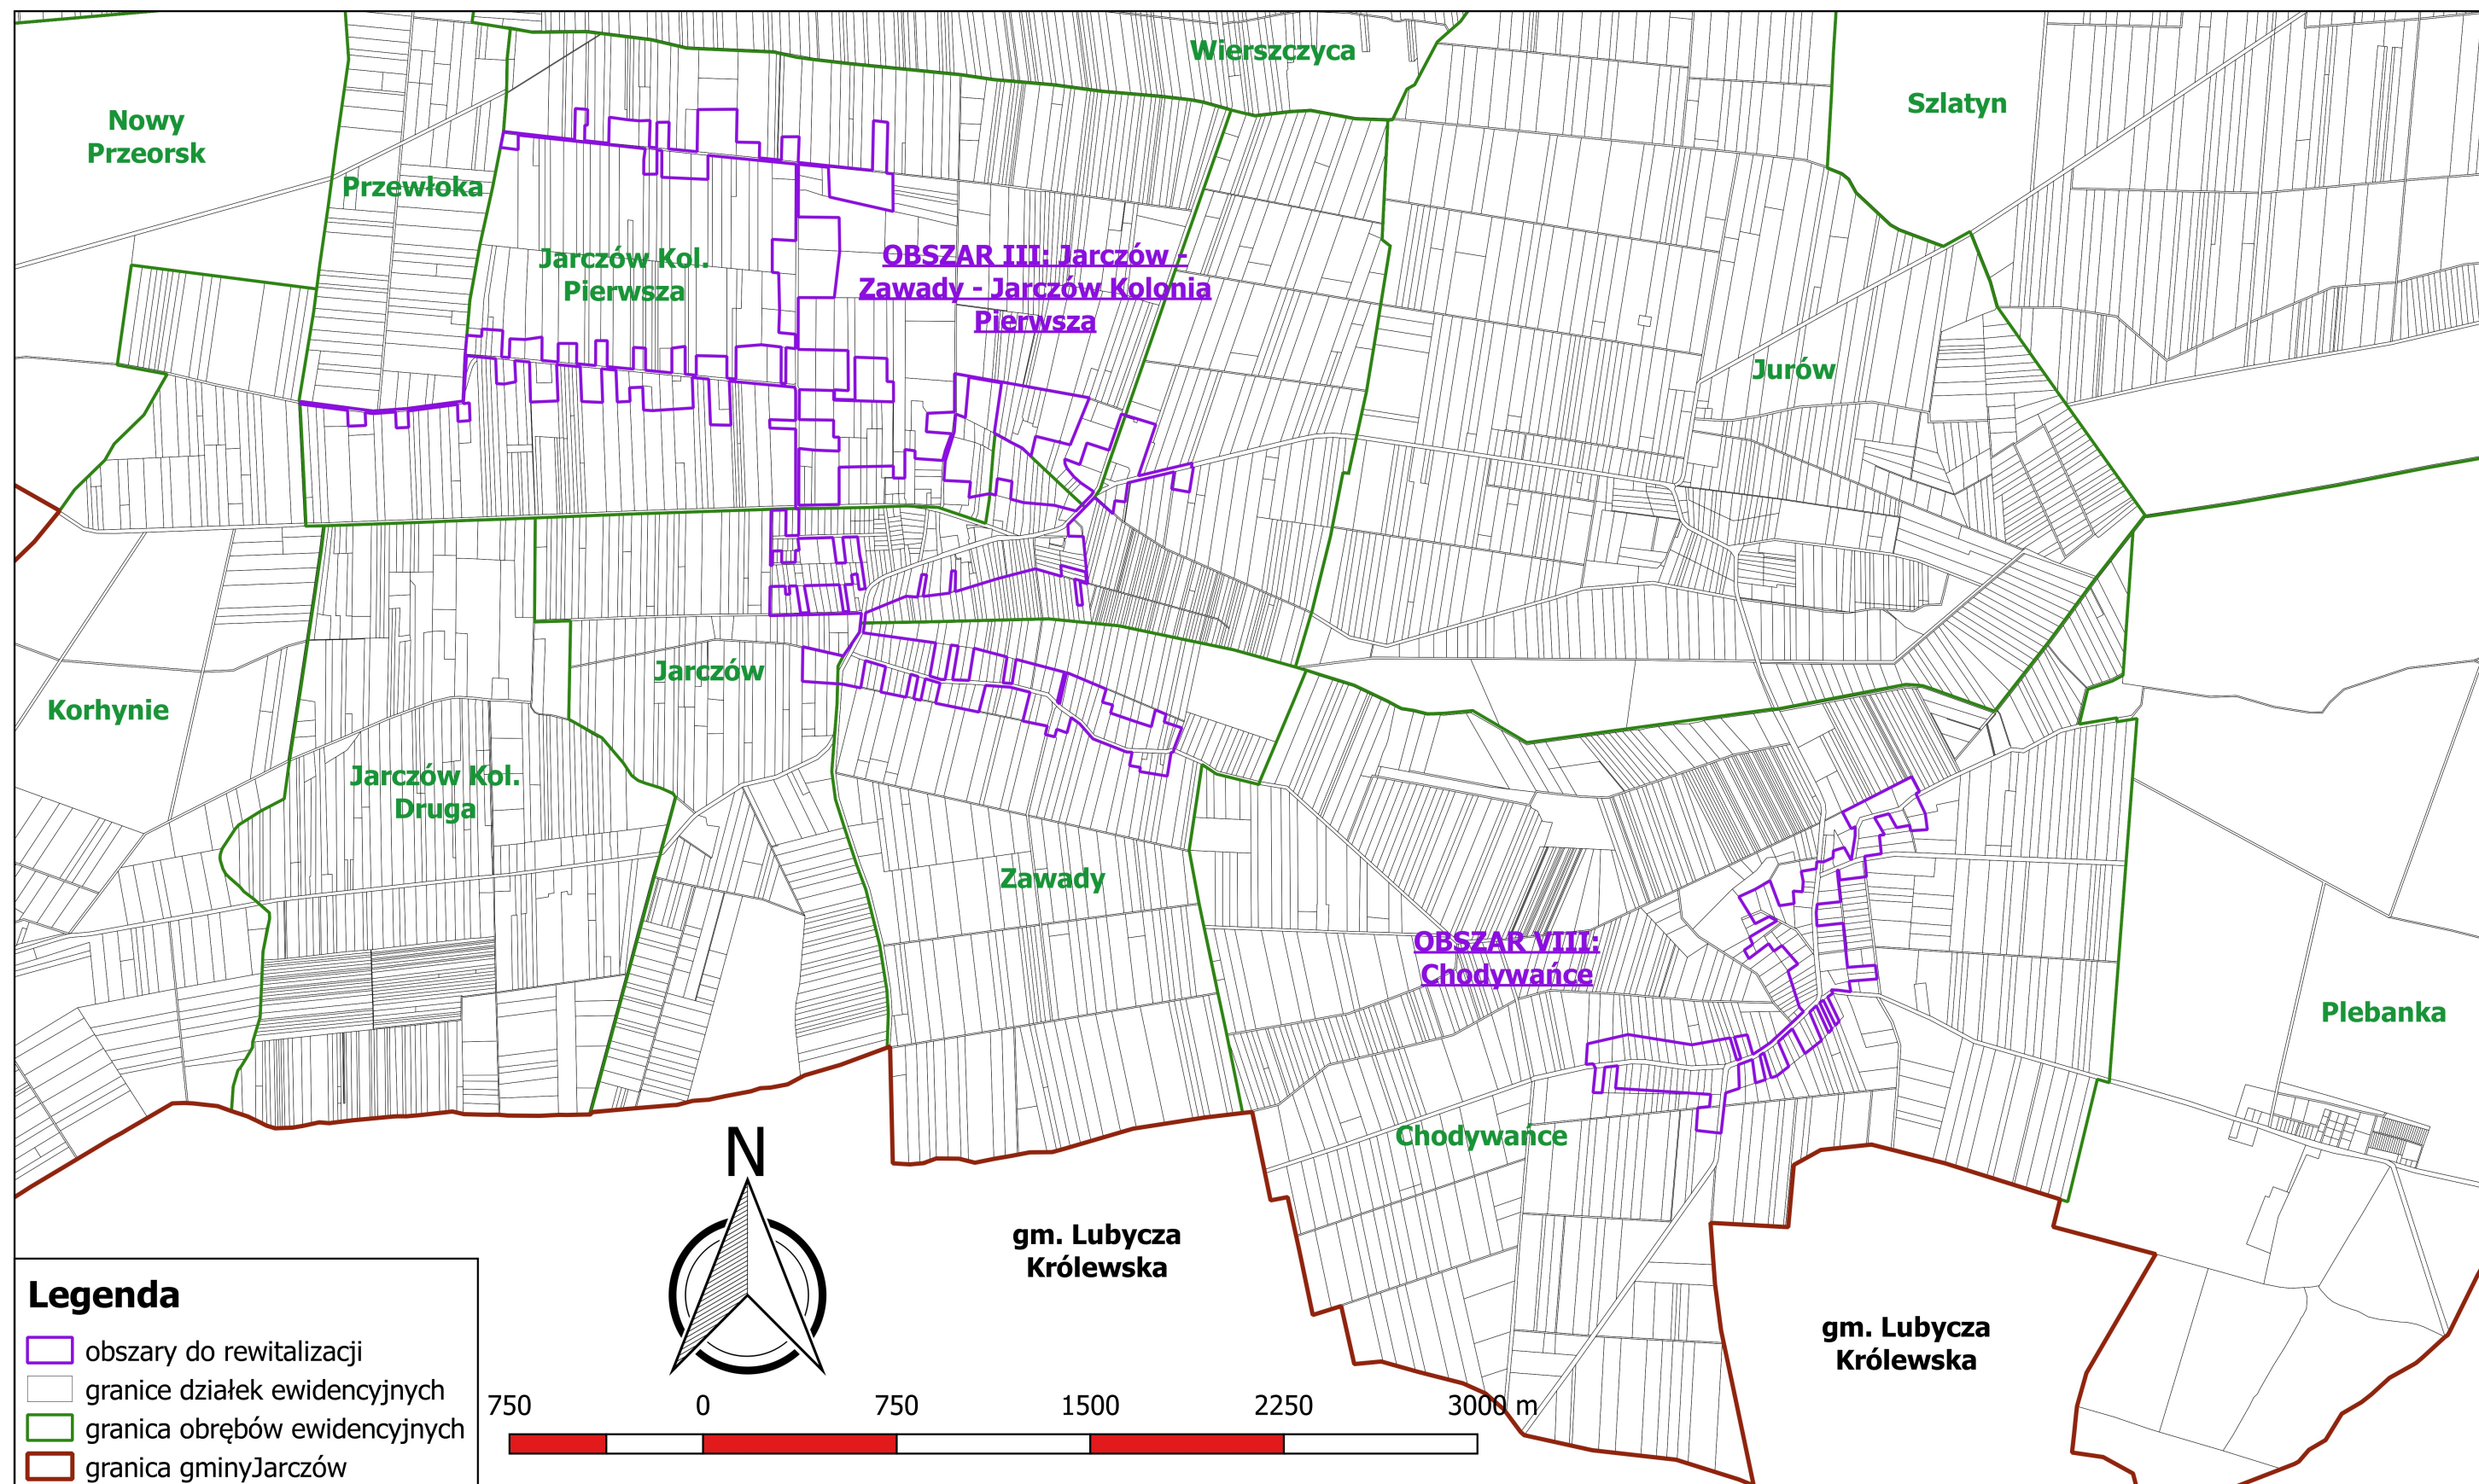 Wierszczyca
Szlatyn
Nowy
Przeorsk
Przewłoka
Jarczów Kol.
Pierwsza
OBSZAR III: Jarczów -
Zawady - Jarczów Kolonia
Pierwsza
Jurów
Jarczów
Korhynie
Jarczów Kol.
Druga
Zawady
OBSZAR VIII:
Chodywańce
Plebanka
Chodywańce
N
gm. Lubycza
Królewska
gm. Lubycza
Królewska
Legenda
obszary do rewitalizacji
granice działek ewidencyjnych
granica obrębów ewidencyjnych
granica gminyJarczów
750 0 750 1500 2250 3000 m